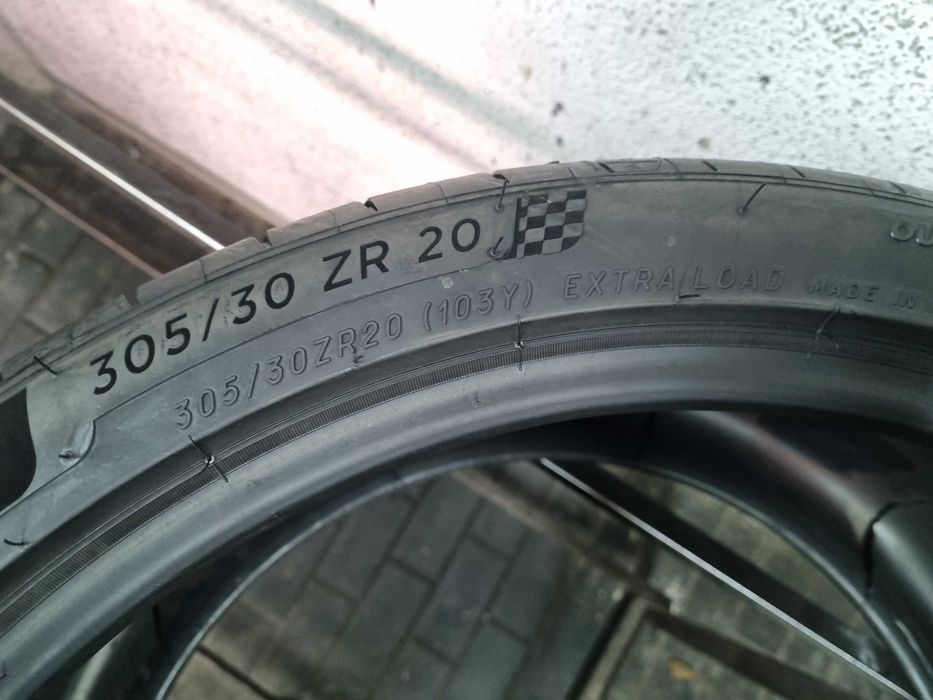 305/30 ZR 20
305/30ZR20 (103Y) EXTRA LOAD MADE IN